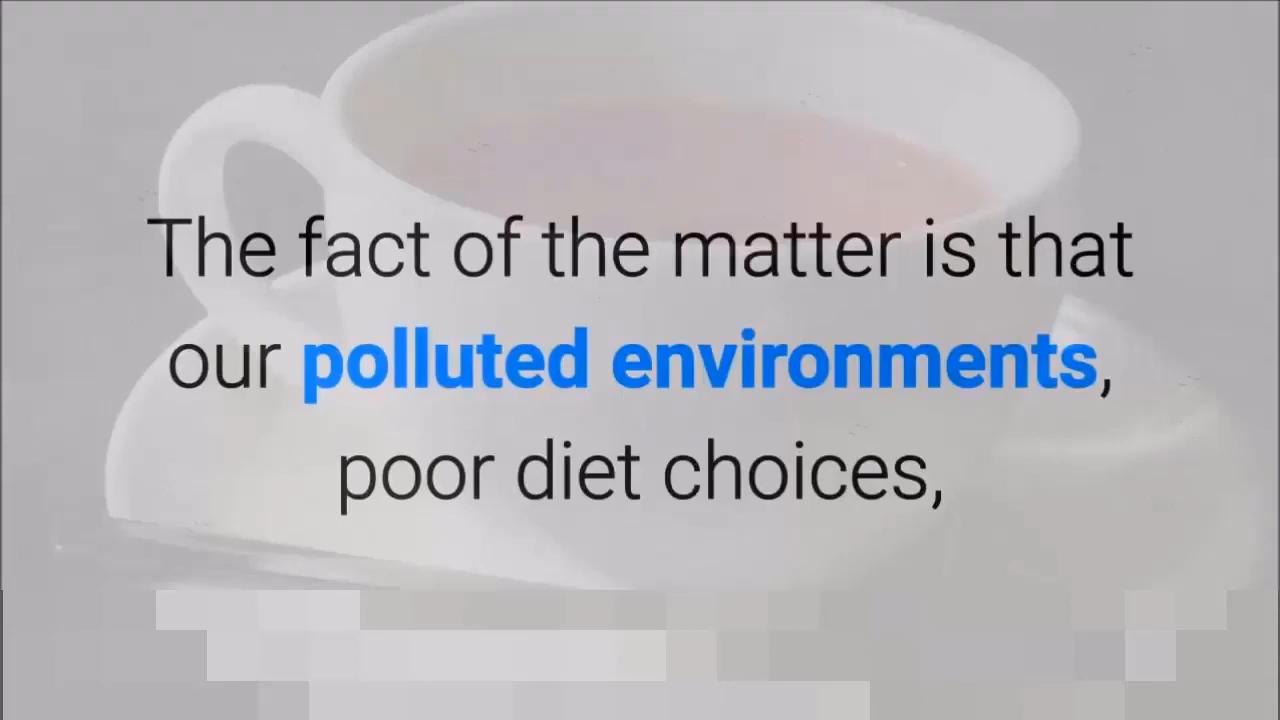 The fact of the matter is that
our polluted environments,
poor diet choices,